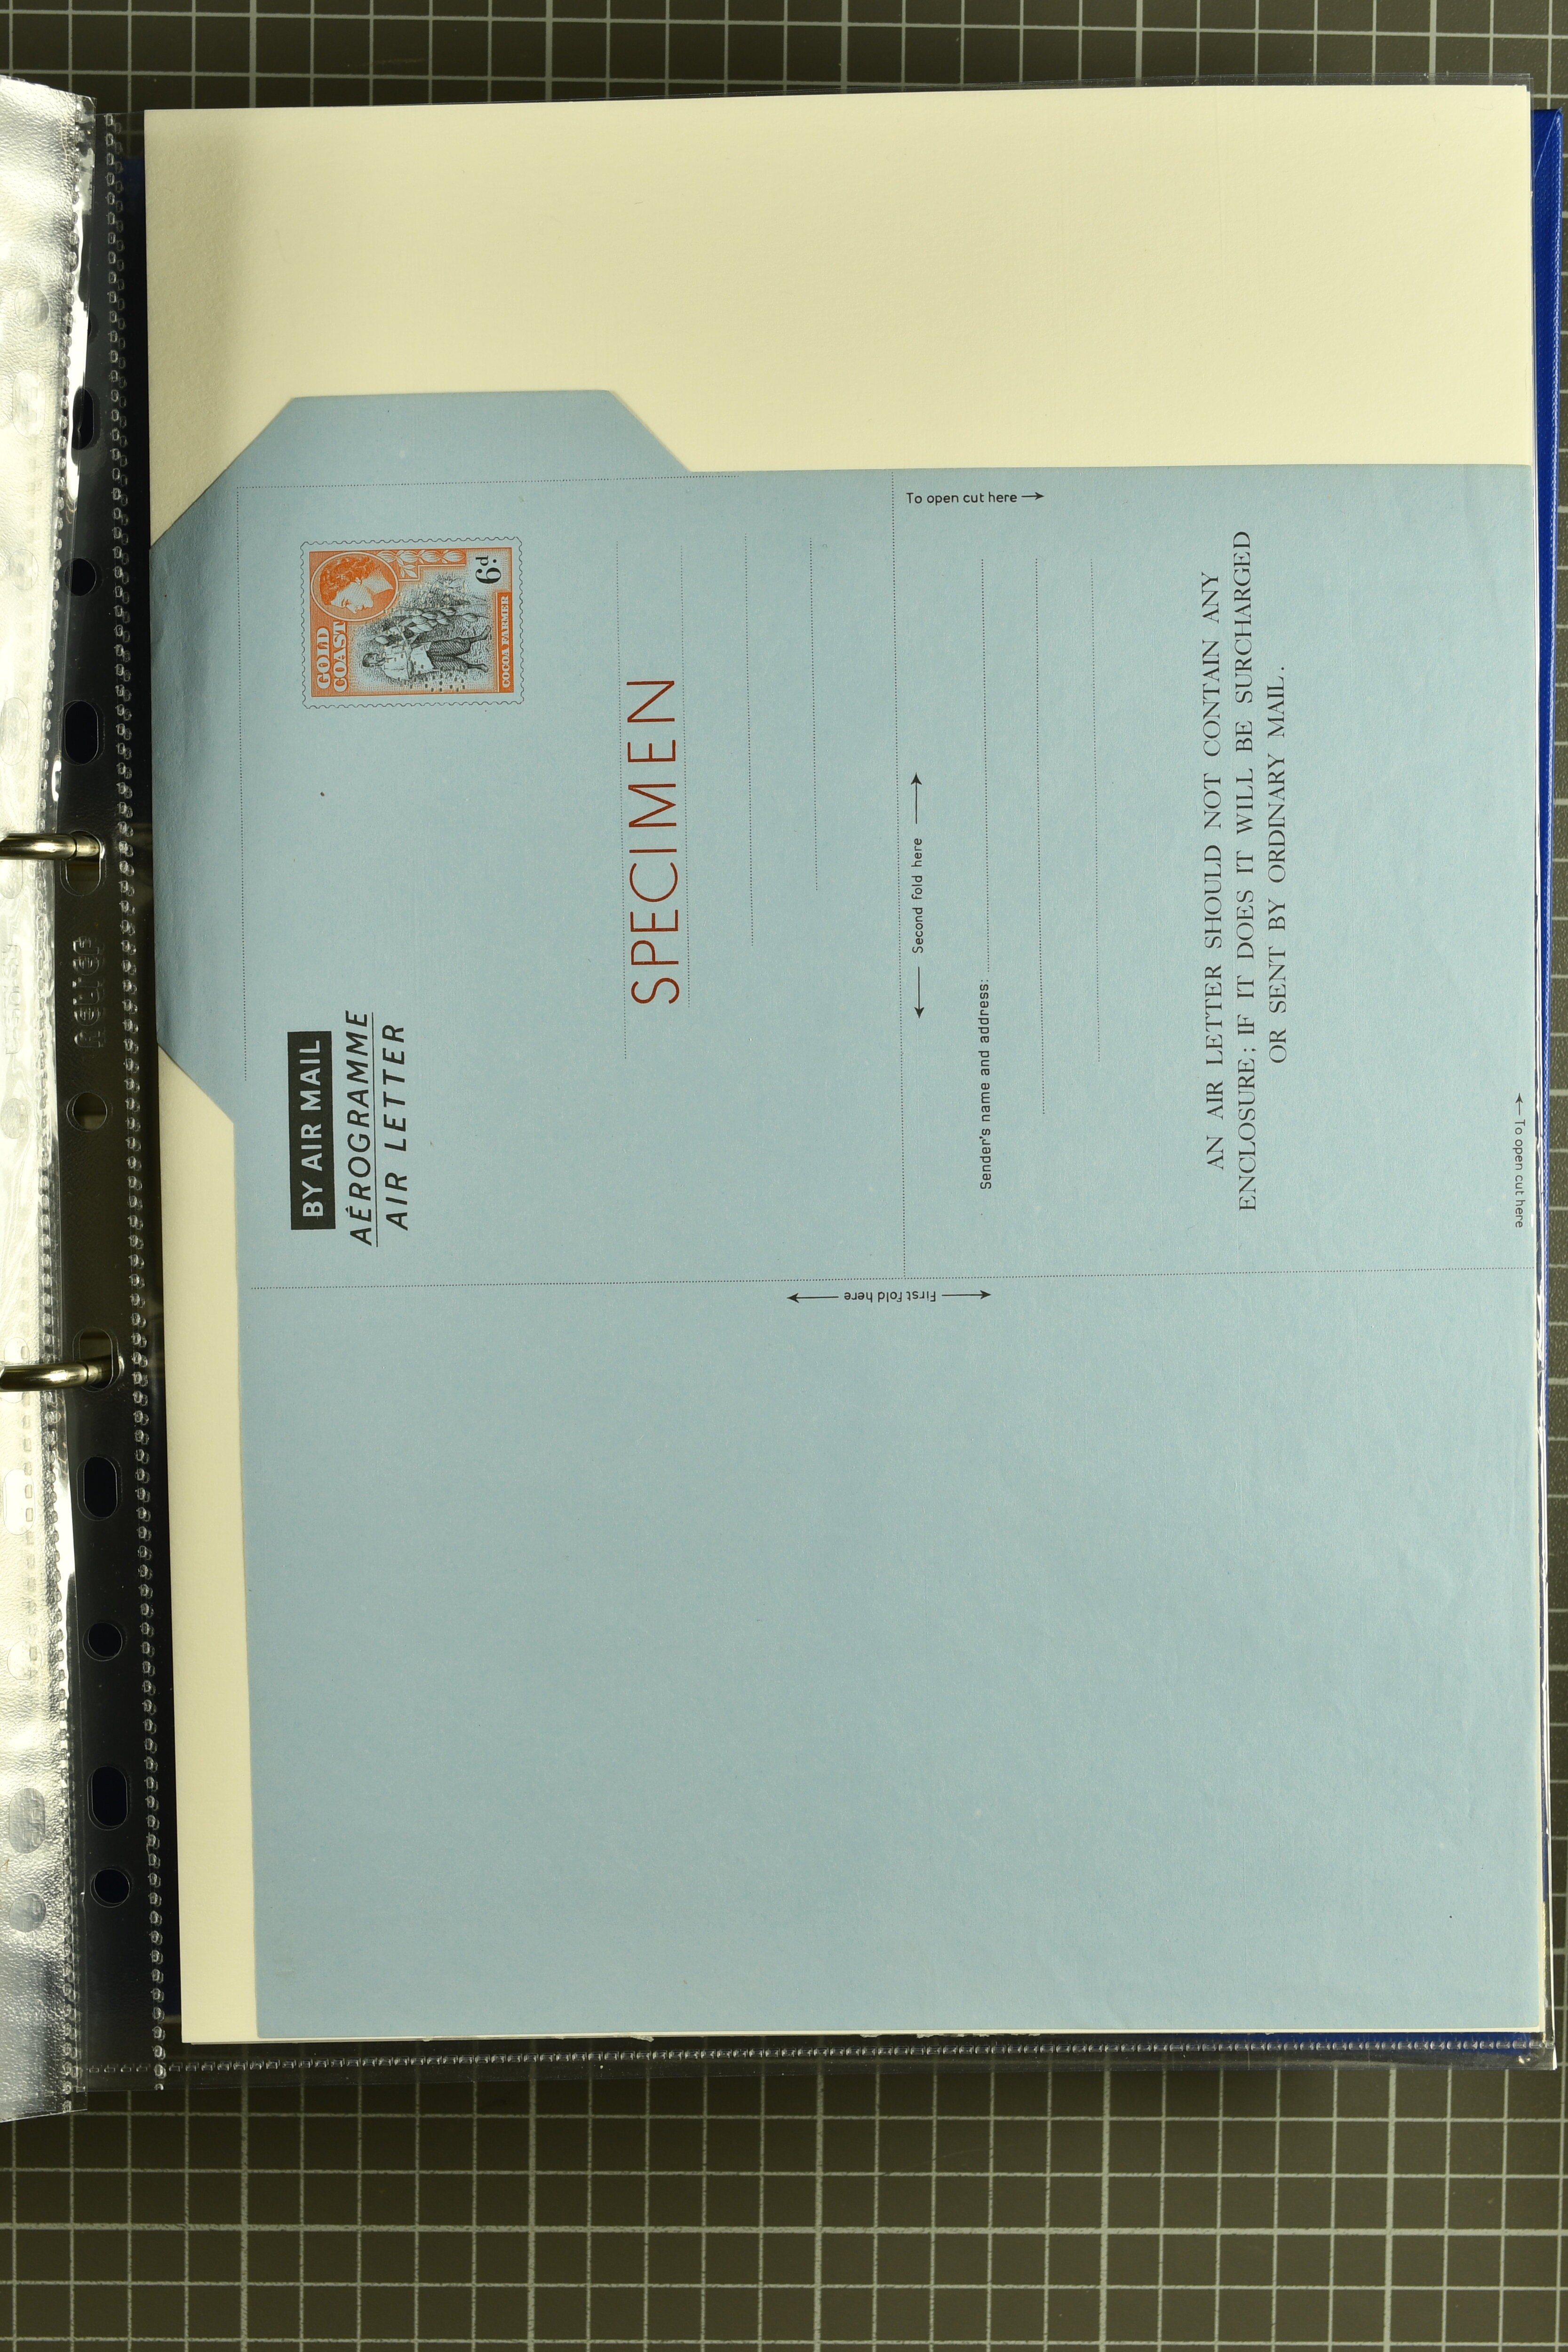 GOLD
COAST
COCOA FARMER
6d
BY AIR MAIL
AÉROGRAMME
AIR LETTER
SPECIMEN
To open cut here
Second fold here
Sender's name and address:
AN AIR LETTER SHOULD NOT CONTAIN ANY
ENCLOSURE; IF IT DOES IT WILL BE SURCHARGED
OR SENT BY ORDINARY MAIL.
To open cut here
First fold here